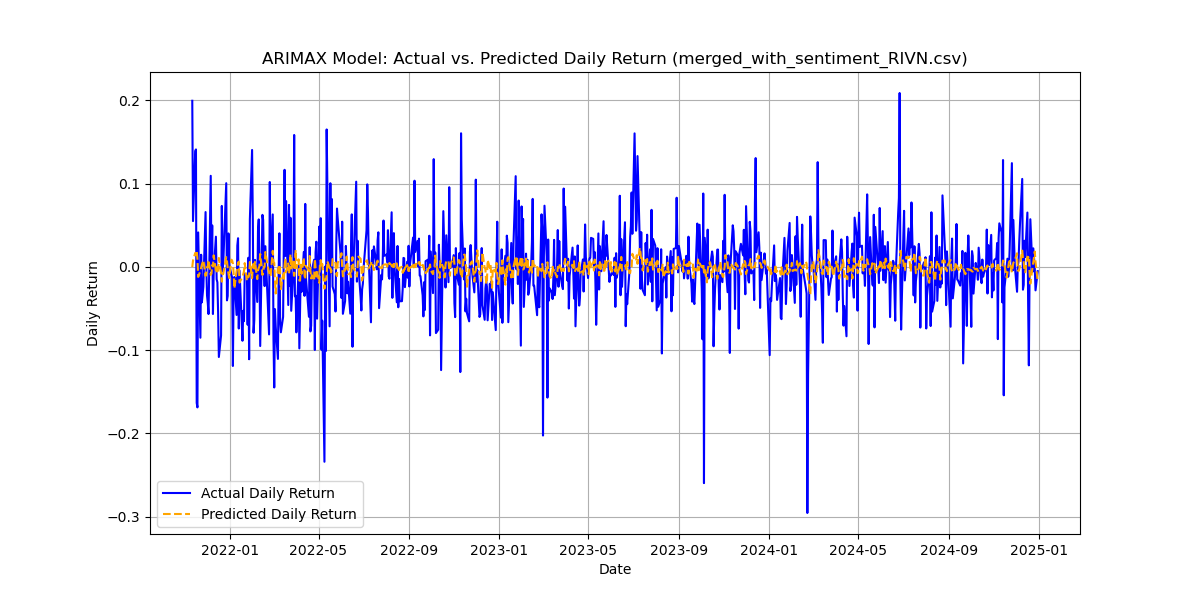 ARIMAX Model: Actual vs. Predicted Daily Return (merged_with_sentiment_RIVN.csv)
Daily Return
0.2
0.1
0.0
−0.1
−0.2
−0.3
Actual Daily Return
Predicted Daily Return
2022-01 2022-05 2022-09 2023-01 2023-05 2023-09 2024-01 2024-05 2024-09 2025-01
Date